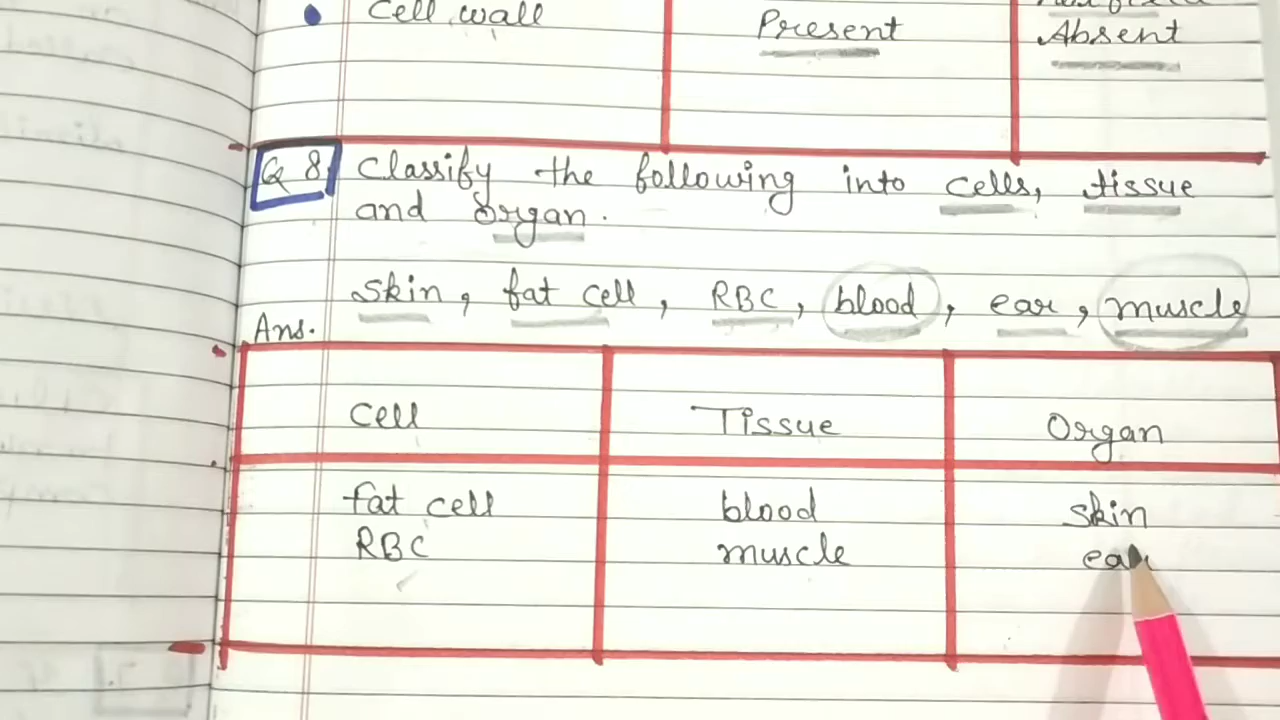 Cell wall Present Absent
Q 8 Classify the following into cells, tissue
and organ.
Skin, fat cell, RBC, blood, ear, muscle
Ans.
Cell Tissue Organ
fat cell blood skin
RBC muscle ear